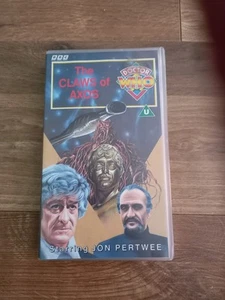 BBC
The
CLAWS of
AXOS
DOCTOR
WHO
U
Starring JON PERTWEE